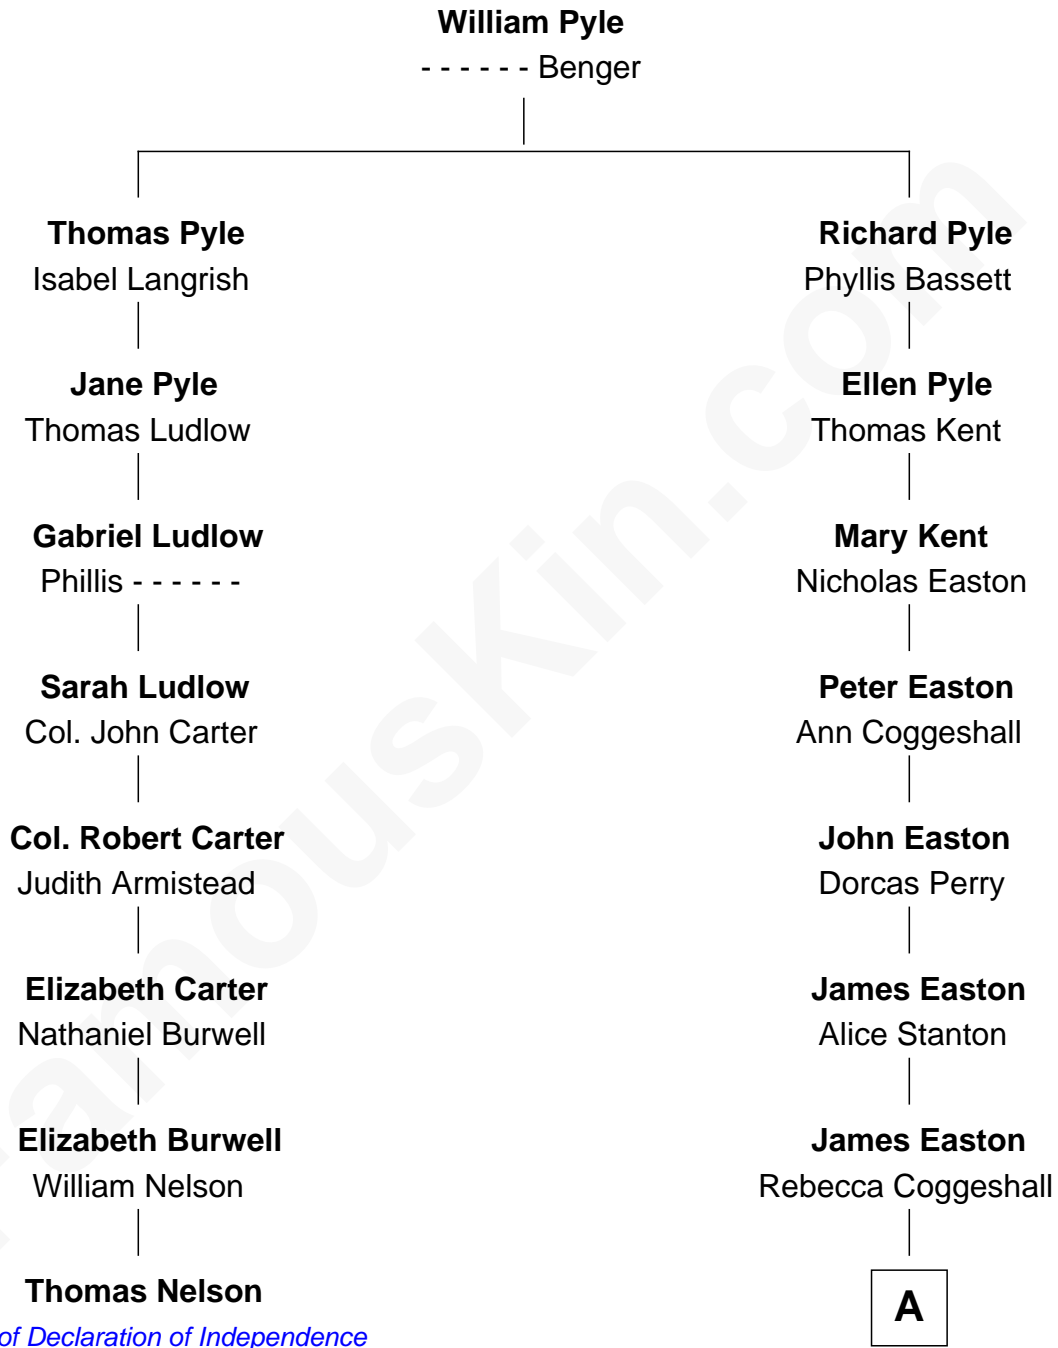 William Pyle
- - - - - - Benger
Thomas Pyle
Isabel Langrish
Richard Pyle
Phyllis Bassett
Jane Pyle
Thomas Ludlow
Ellen Pyle
Thomas Kent
Gabriel Ludlow
Phillis - - - - - -
Mary Kent
Nicholas Easton
Sarah Ludlow
Col. John Carter
Peter Easton
Ann Coggeshall
Col. Robert Carter
Judith Armistead
John Easton
Dorcas Perry
Elizabeth Carter
Nathaniel Burwell
James Easton
Alice Stanton
Elizabeth Burwell
William Nelson
James Easton
Rebecca Coggeshall
Thomas Nelson
of Declaration of Independence
A
FamousKin.com